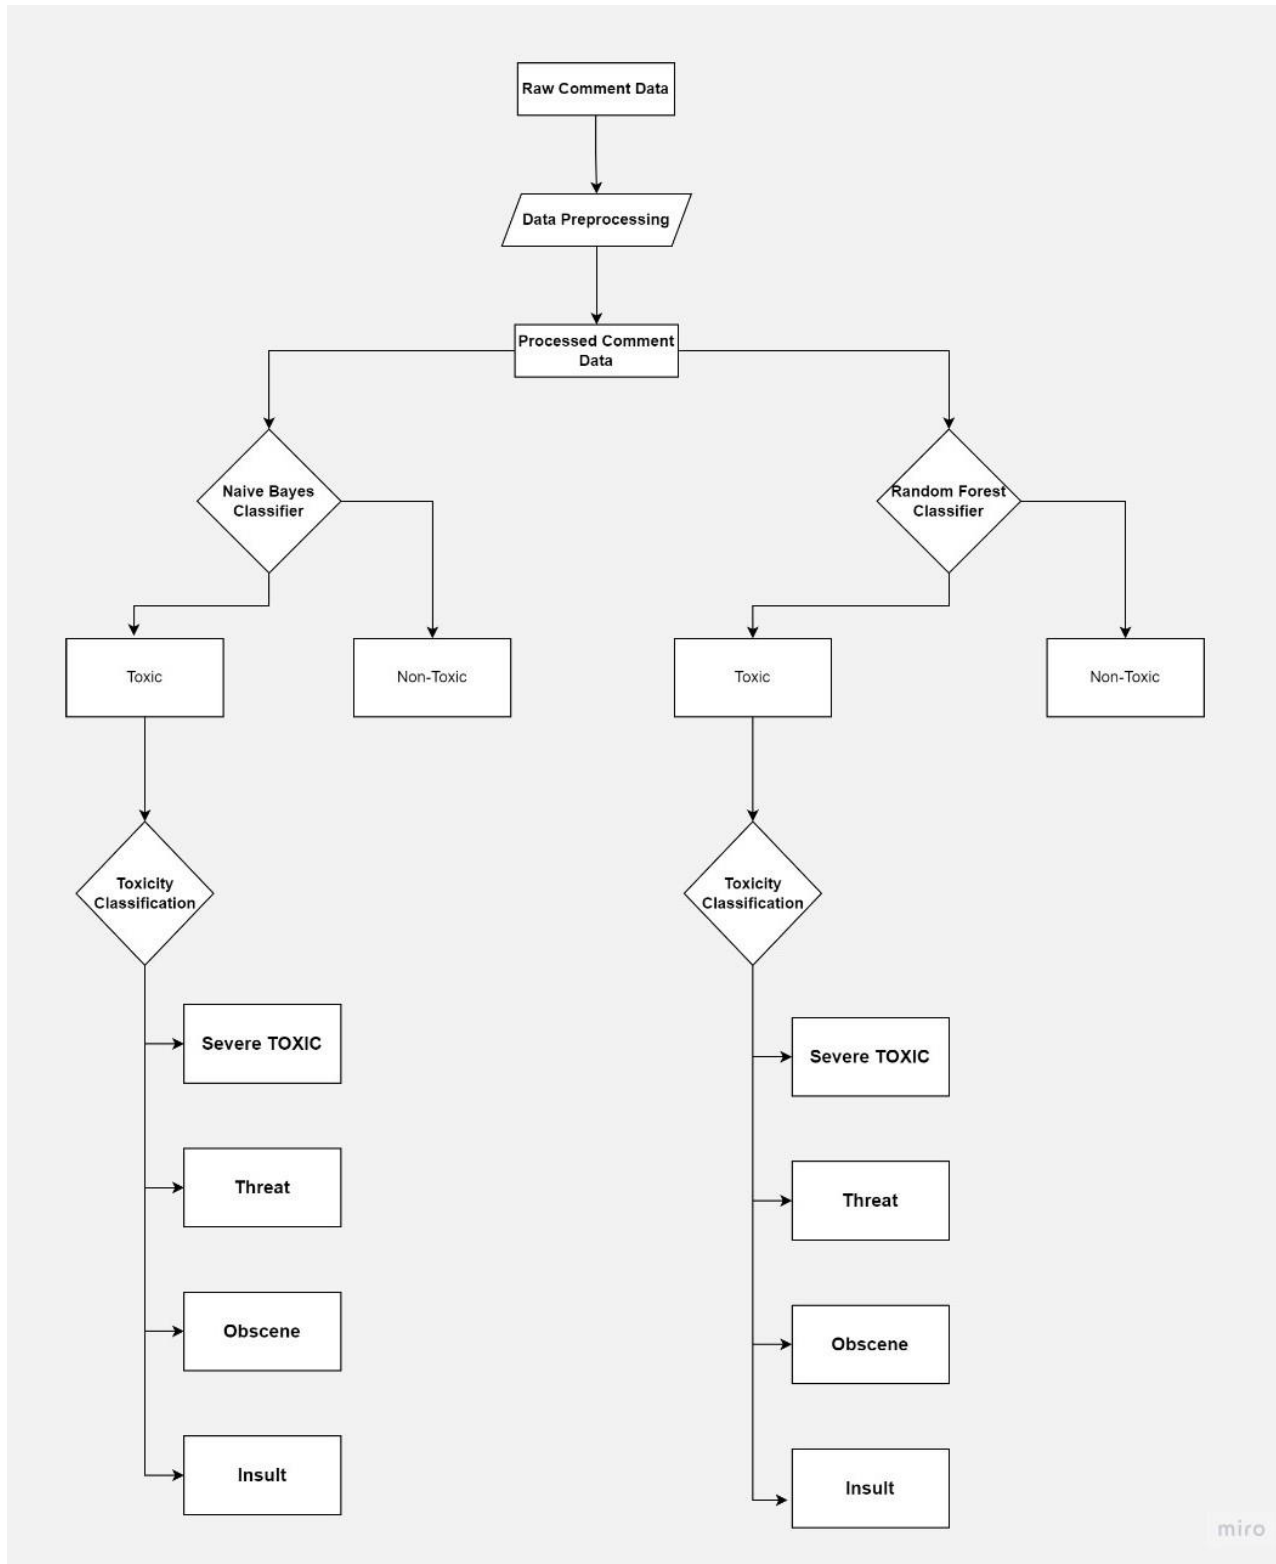 Raw Comment Data
Data Preprocessing
Processed Comment
Data
Naive Bayes
Classifier
Random Forest
Classifier
Toxic
Non-Toxic
Toxic
Non-Toxic
Toxicity
Classification
Toxicity
Classification
Severe TOXIC
Threat
Obscene
Insult
Severe TOXIC
Threat
Obscene
Insult
miro